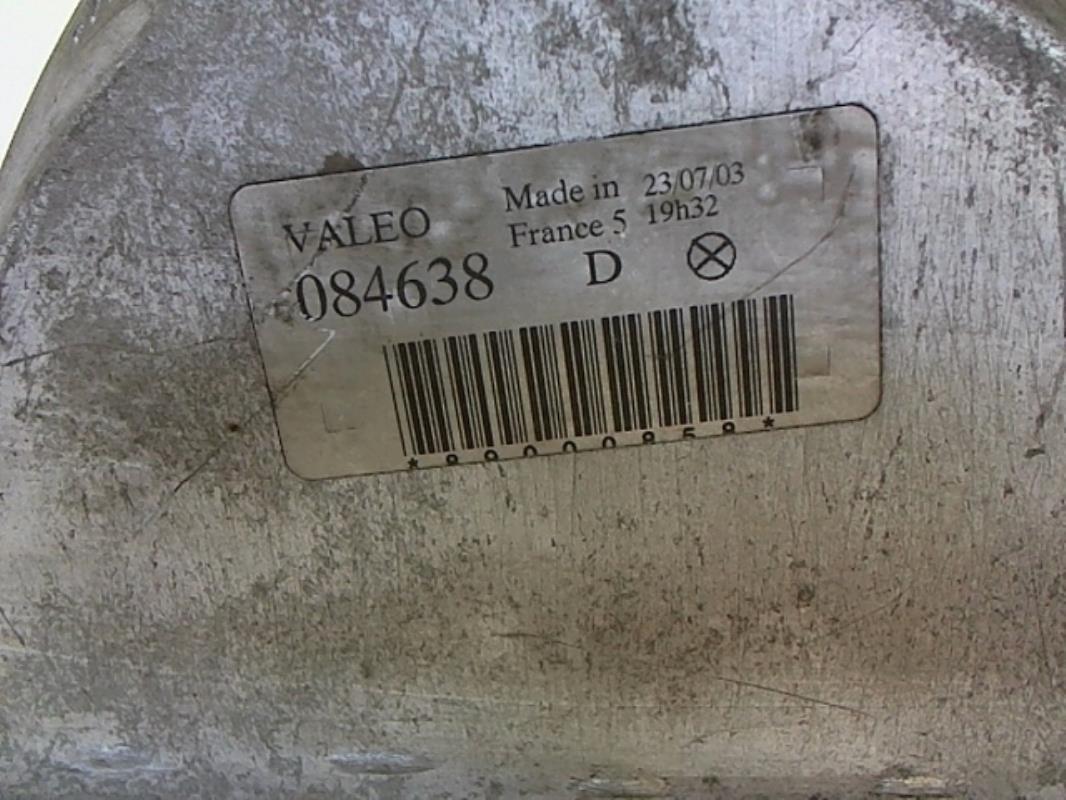 VALEO
Made in 23/07/03
France 5 19h32
084638 D